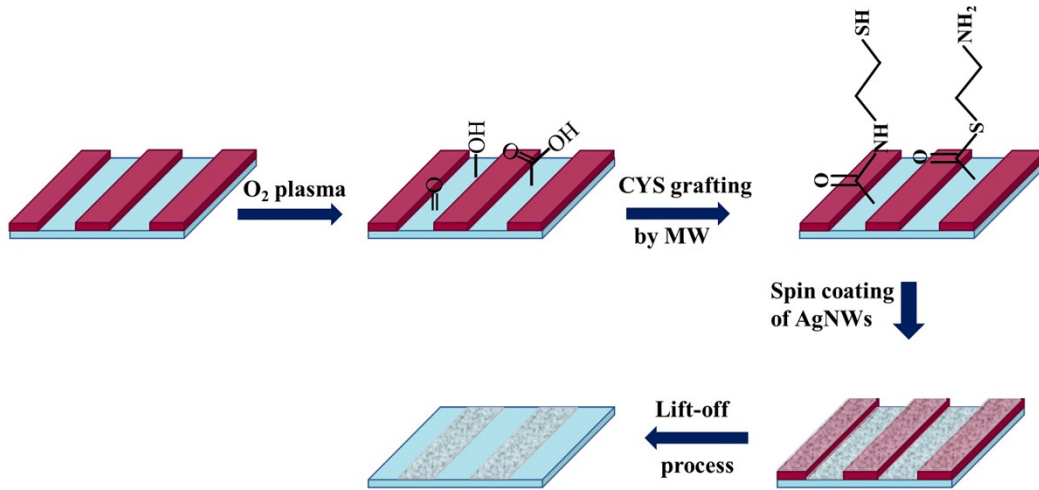 SH
NH₂
OH
O
OH
O
NH
O
S
O
O₂ plasma
CYS grafting
by MW
Spin coating
of AgNWs
Lift-off
process